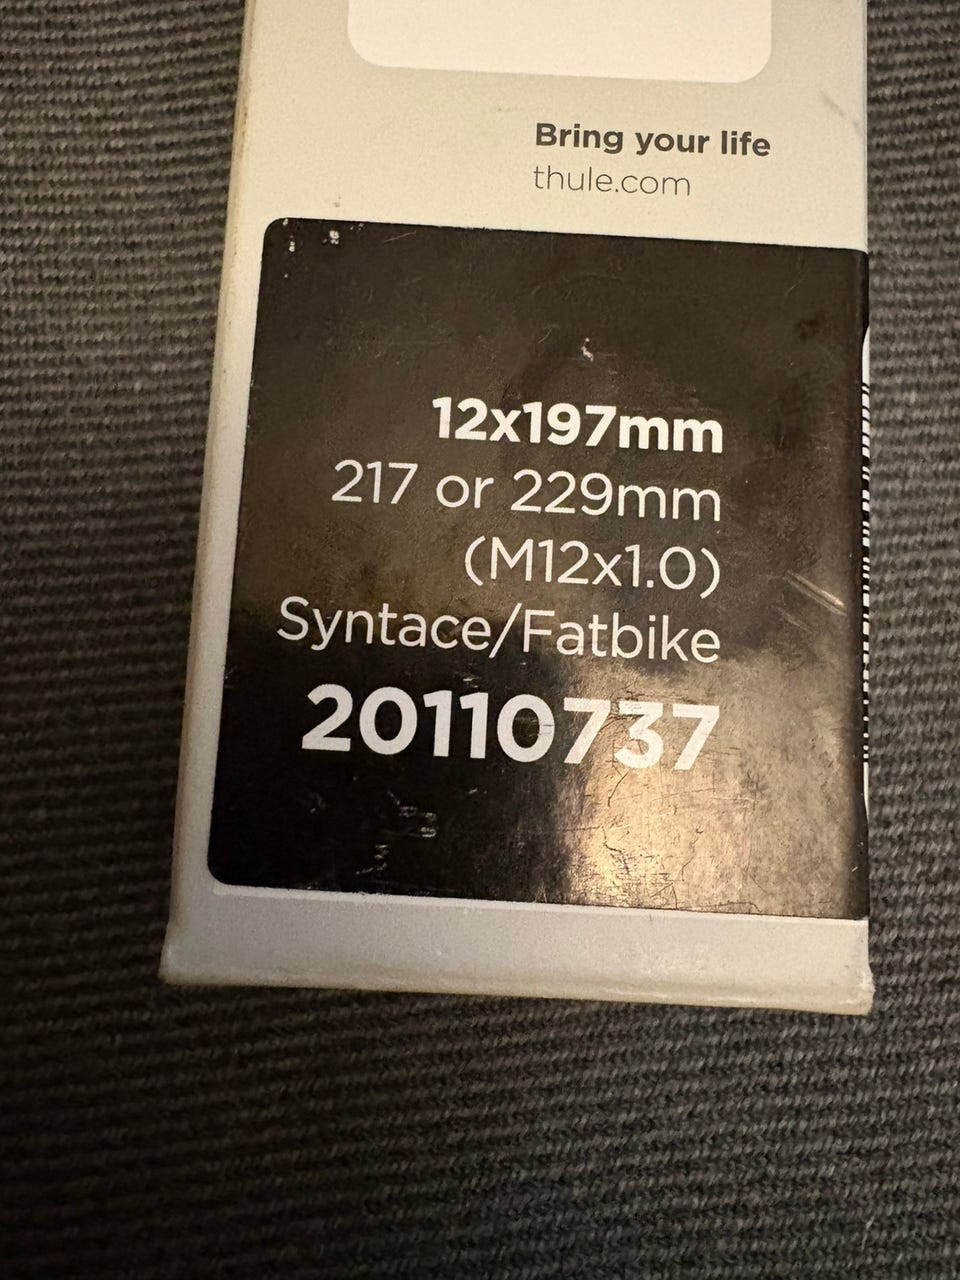 Bring your life
thule.com
12x197mm
217 or 229mm
(M12x1.0)
Syntace/Fatbike
20110737